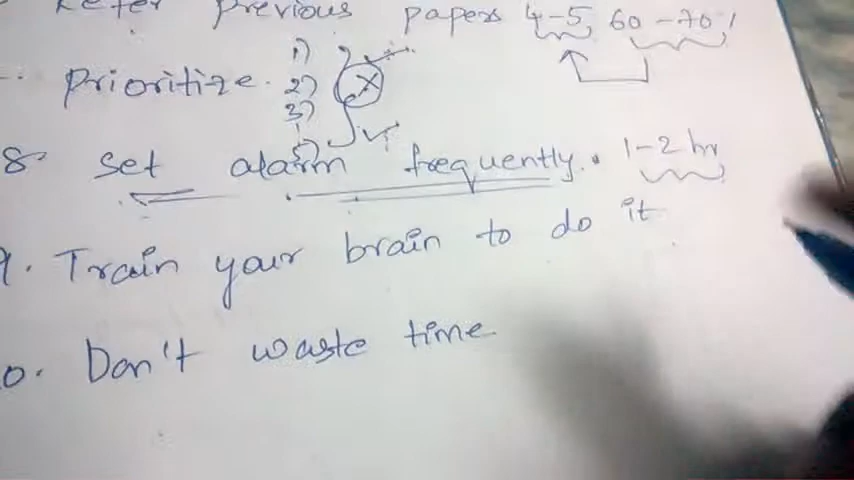 Refer previous papers 4-5, 60-70%
prioritize. 1)
2) X
3)
5)
8. Set alarm frequently. 1-2 hr
9. Train your brain to do it
0. Don't waste time